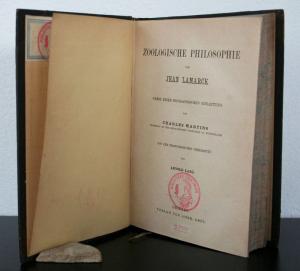 ZOOLOGISCHE PHILOSOPHIE
VON
JEAN LAMARCK
NEBST EINER BIOGRAPHISCHEN EINLEITUNG
VON
CHARLES MARTINS
AUS DEM FRANZÖSISCHEN ÜBERSETZT
VON
ARNOLD LANG
VERLAG VON